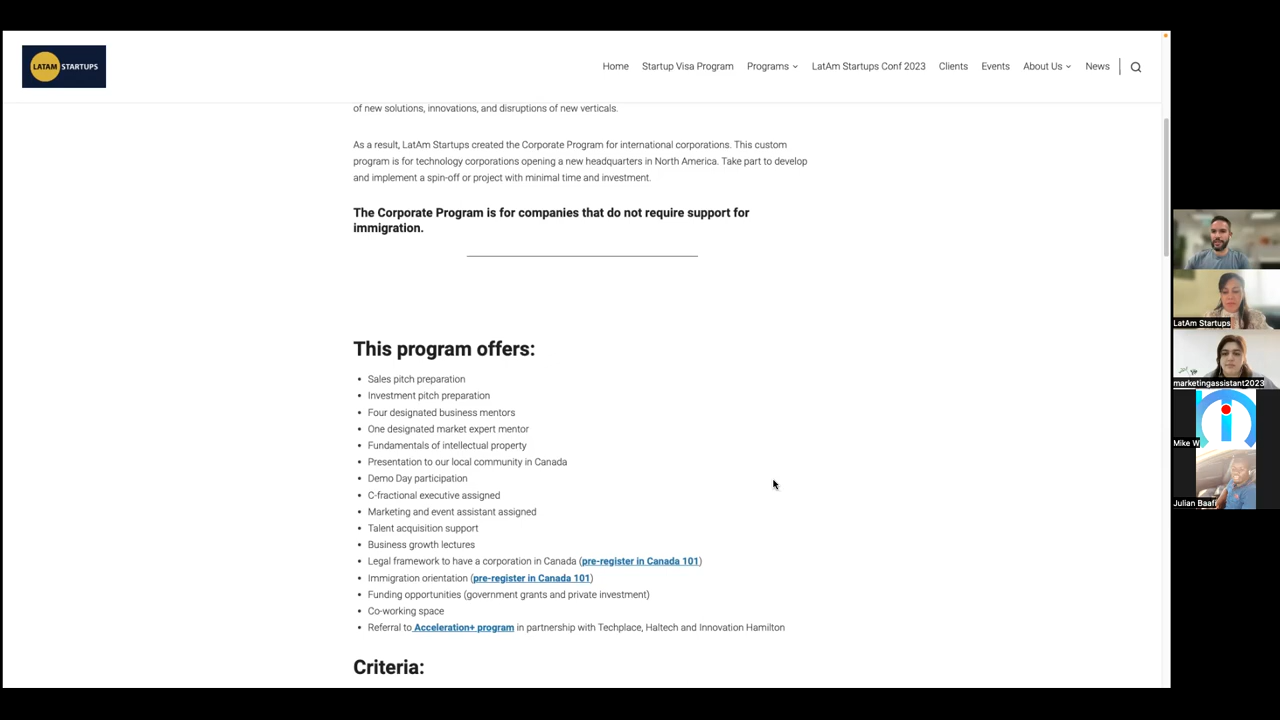 LATAM STARTUPS
Home Startup Visa Program Programs LatAm Startups Conf 2023 Clients Events About Us News
of new solutions, innovations, and disruptions of new verticals.
As a result, LatAm Startups created the Corporate Program for international corporations. This custom
program is for technology corporations opening a new headquarters in North America. Take part to develop
and implement a spin-off or project with minimal time and investment.
The Corporate Program is for companies that do not require support for
immigration.
This program offers:
• Sales pitch preparation
• Investment pitch preparation
• Four designated business mentors
• One designated market expert mentor
• Fundamentals of intellectual property
• Presentation to our local community in Canada
• Demo Day participation
• C-fractional executive assigned
• Marketing and event assistant assigned
• Talent acquisition support
• Business growth lectures
• Legal framework to have a corporation in Canada (pre-register in Canada 101)
• Immigration orientation (pre-register in Canada 101)
• Funding opportunities (government grants and private investment)
• Co-working space
• Referral to Acceleration+ program in partnership with Techplace, Haltech and Innovation Hamilton
Criteria:
LatAm Startups
marketingassistant2023
Mike W
Julian Baafi